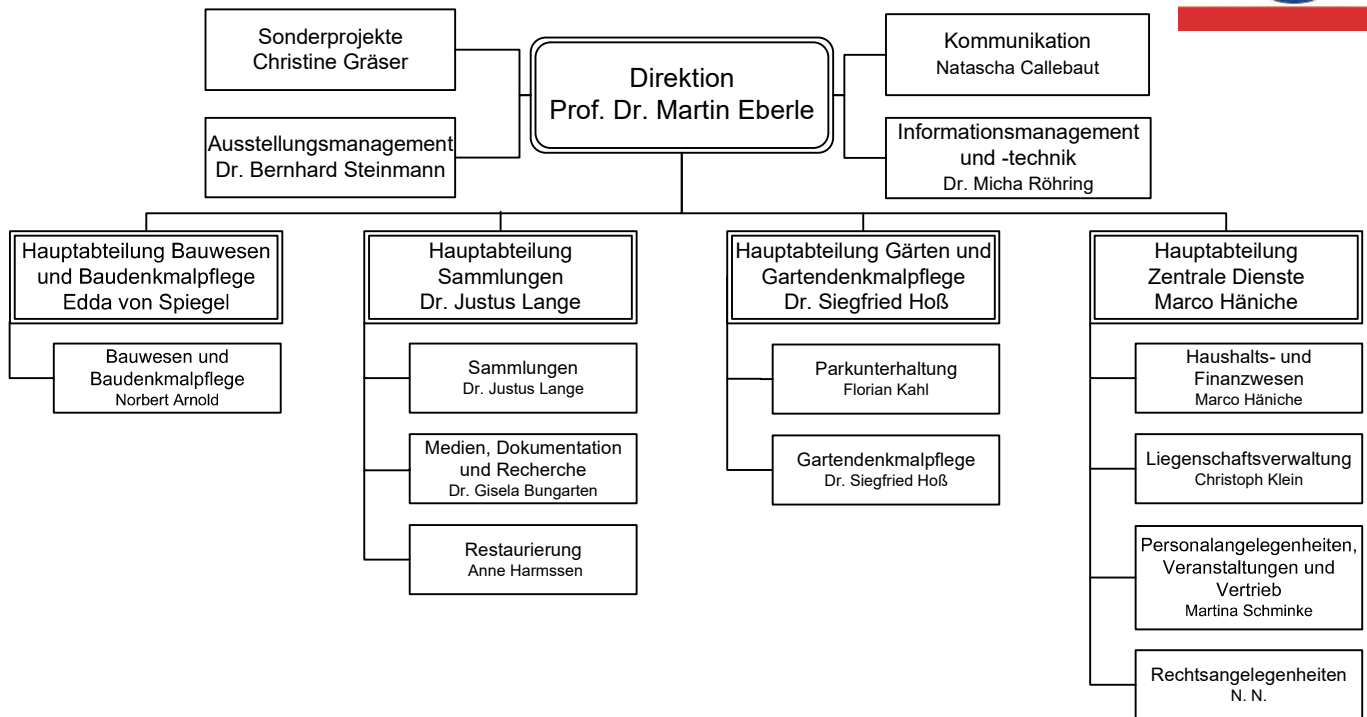 Sonderprojekte
Christine Gräser
Ausstellungsmanagement
Dr. Bernhard Steinmann
Direktion
Prof. Dr. Martin Eberle
Kommunikation
Natascha Callebaut
Informationsmanagement
und -technik
Dr. Micha Röhring
Hauptabteilung Bauwesen
und Baudenkmalpflege
Edda von Spiegel
Bauwesen und
Baudenkmalpflege
Norbert Arnold
Hauptabteilung
Sammlungen
Dr. Justus Lange
Sammlungen
Dr. Justus Lange
Medien, Dokumentation
und Recherche
Dr. Gisela Bungarten
Restaurierung
Anne Harmssen
Hauptabteilung Gärten und
Gartendenkmalpflege
Dr. Siegfried Hoß
Parkunterhaltung
Florian Kahl
Gartendenkmalpflege
Dr. Siegfried Hoß
Hauptabteilung
Zentrale Dienste
Marco Häniche
Haushalts- und
Finanzwesen
Marco Häniche
Liegenschaftsverwaltung
Christoph Klein
Personalangelegenheiten,
Veranstaltungen und
Vertrieb
Martina Schminke
Rechtsangelegenheiten
N. N.